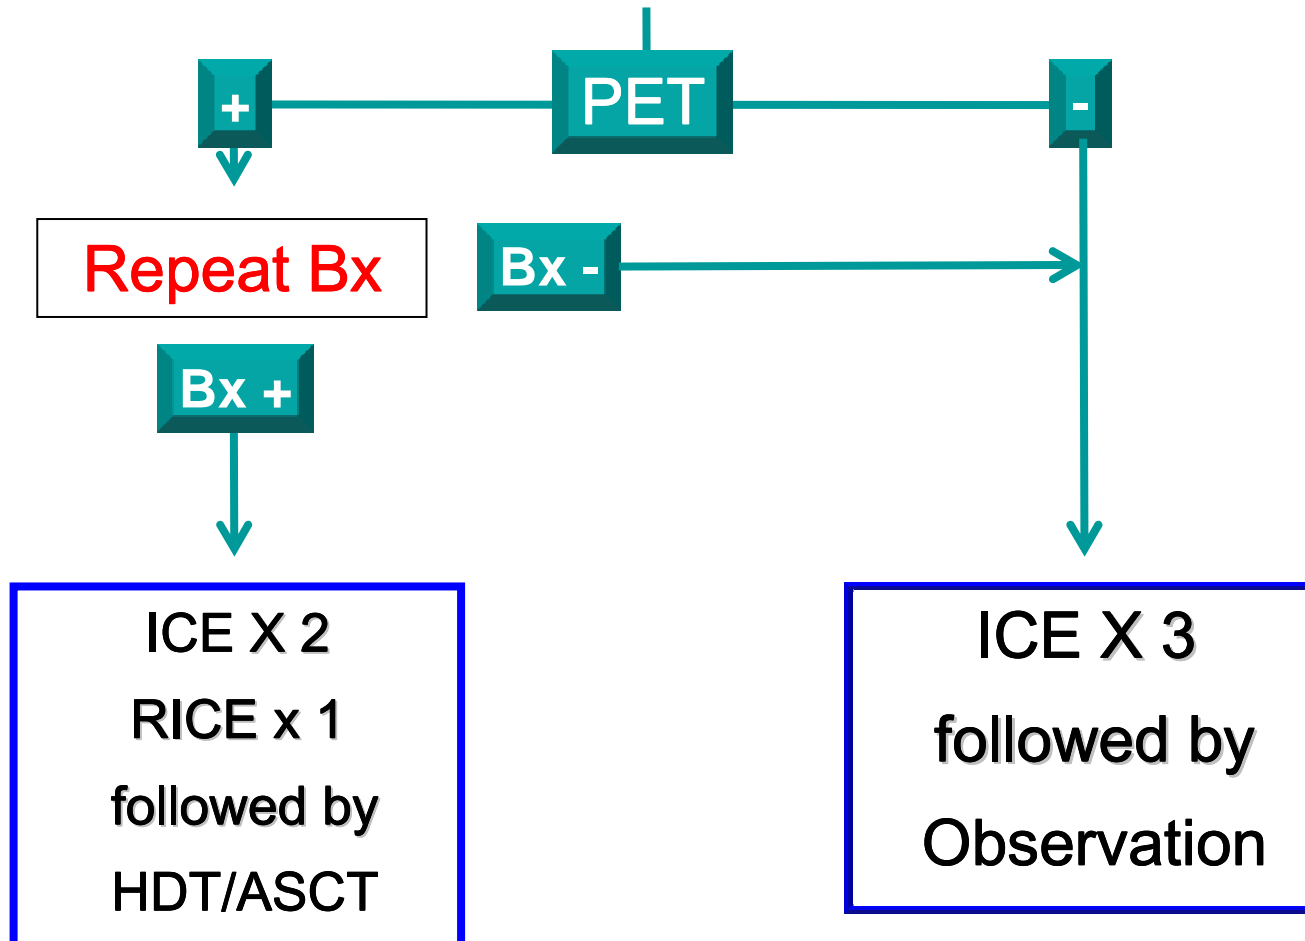 +
PET
-
Repeat Bx
Bx -
Bx +
ICE X 2
RICE x 1
followed by
HDT/ASCT
ICE X 3
followed by
Observation